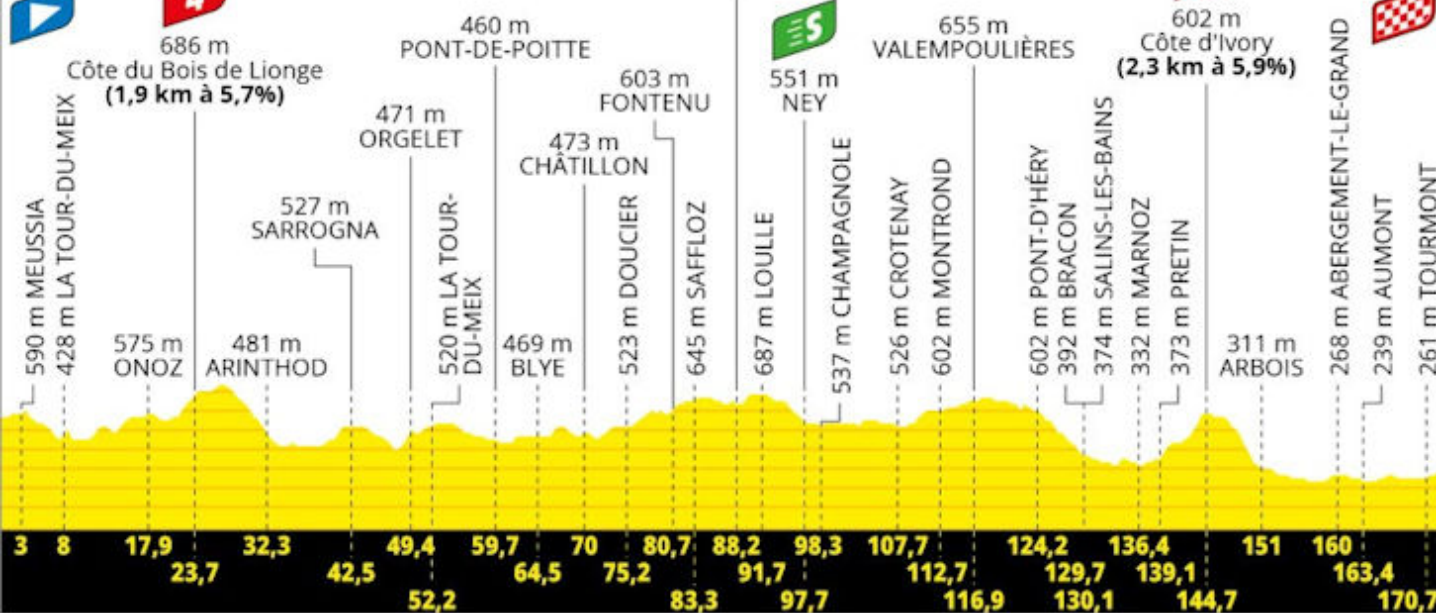 4
S
686 m
Côte du Bois de Lionge
(1,9 km à 5,7%)
460 m
PONT-DE-POITTE
655 m
VALEMPOULIÈRES
602 m
Côte d'Ivory
(2,3 km à 5,9%)
603 m
FONTENU
551 m
NEY
471 m
ORGELET
473 m
CHÂTILLON
527 m
SARROGNA
575 m
ONOZ
481 m
ARINTHOD
469 m
BLYE
311 m
ARBOIS
590 m MEUSSIA
428 m LA TOUR-DU-MEIX
520 m LA TOUR-
DU-MEIX
523 m DOUCIER
645 m SAFFLOZ
687 m LOULLE
537 m CHAMPAGNOLE
526 m CROTENAY
602 m MONTROND
602 m PONT-D'HÉRY
392 m BRACON
374 m SALINS-LES-BAINS
332 m MARNOZ
373 m PRETIN
268 m ABERGEMENT-LE-GRAND
239 m AUMONT
261 m TOURMONT
3 8 17,9 32,3 49,4 59,7 70 80,7 88,2 98,3 107,7 124,2 136,4 151 160
23,7 42,5 64,5 75,2 91,7 112,7 129,7 139,1 163,4
52,2 83,3 97,7 116,9 130,1 144,7 170,7